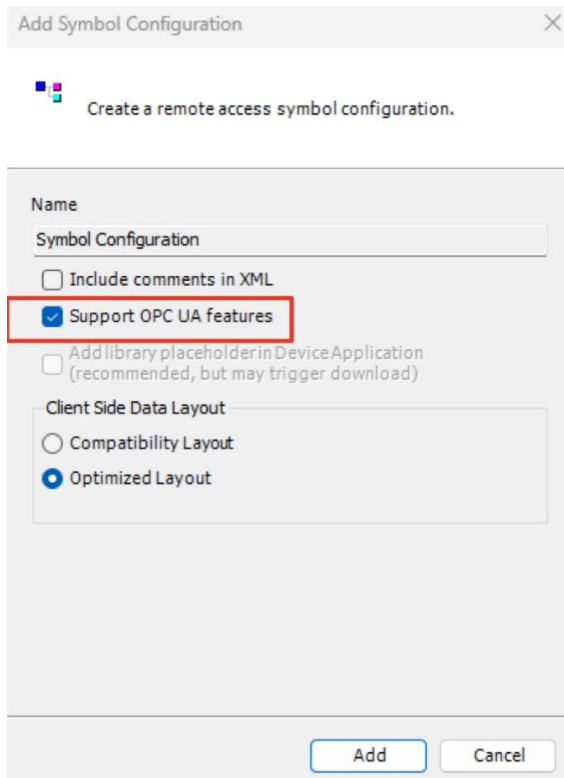 Add Symbol Configuration
Create a remote access symbol configuration.
Name
Symbol Configuration
Include comments in XML
Support OPC UA features
Add library placeholder in Device Application
(recommended, but may trigger download)
Client Side Data Layout
Compatibility Layout
Optimized Layout
Add
Cancel